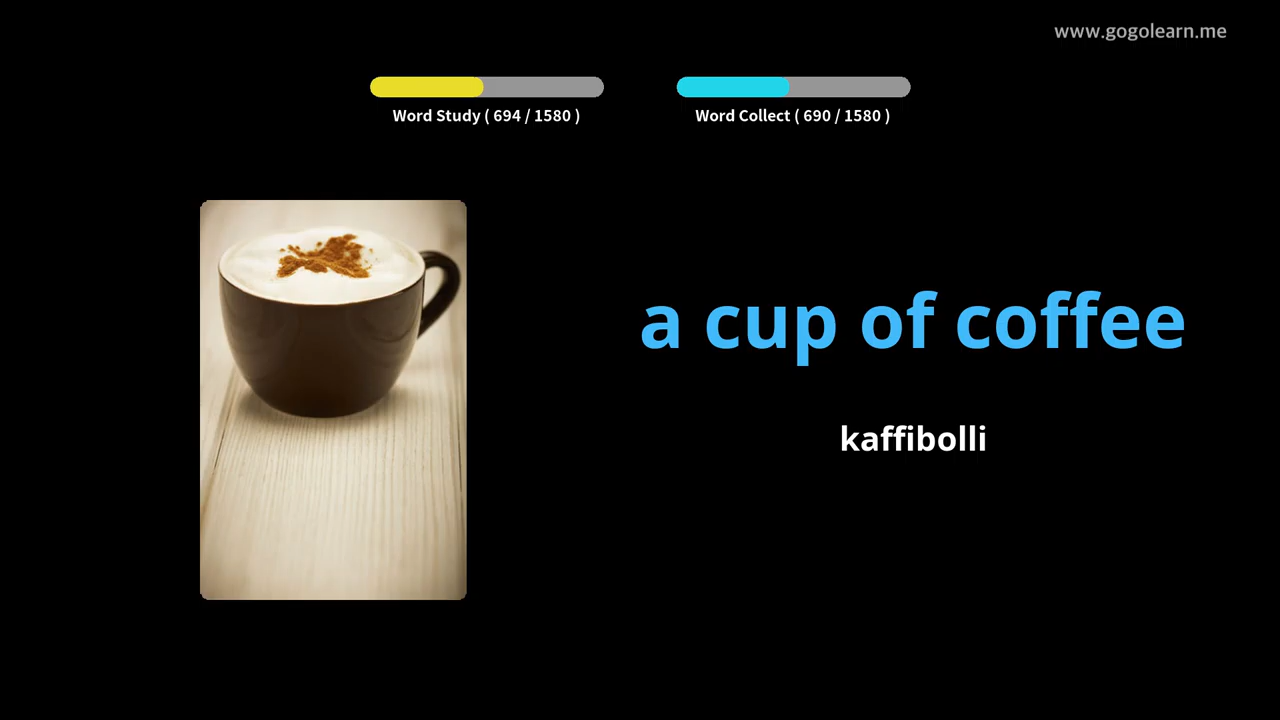 www.gogolearn.me
Word Study ( 694 / 1580 )
Word Collect ( 690 / 1580 )
a cup of coffee
kaffibolli